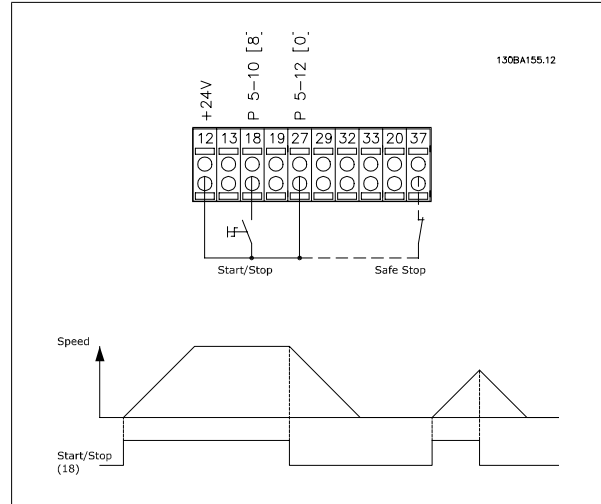 130BA155.12
+24V
P 5-10 [8]
P 5-12 [0]
12 13 18 19 27 29 32 33 20 37
Start/Stop
Safe Stop
Speed
Start/Stop
(18)